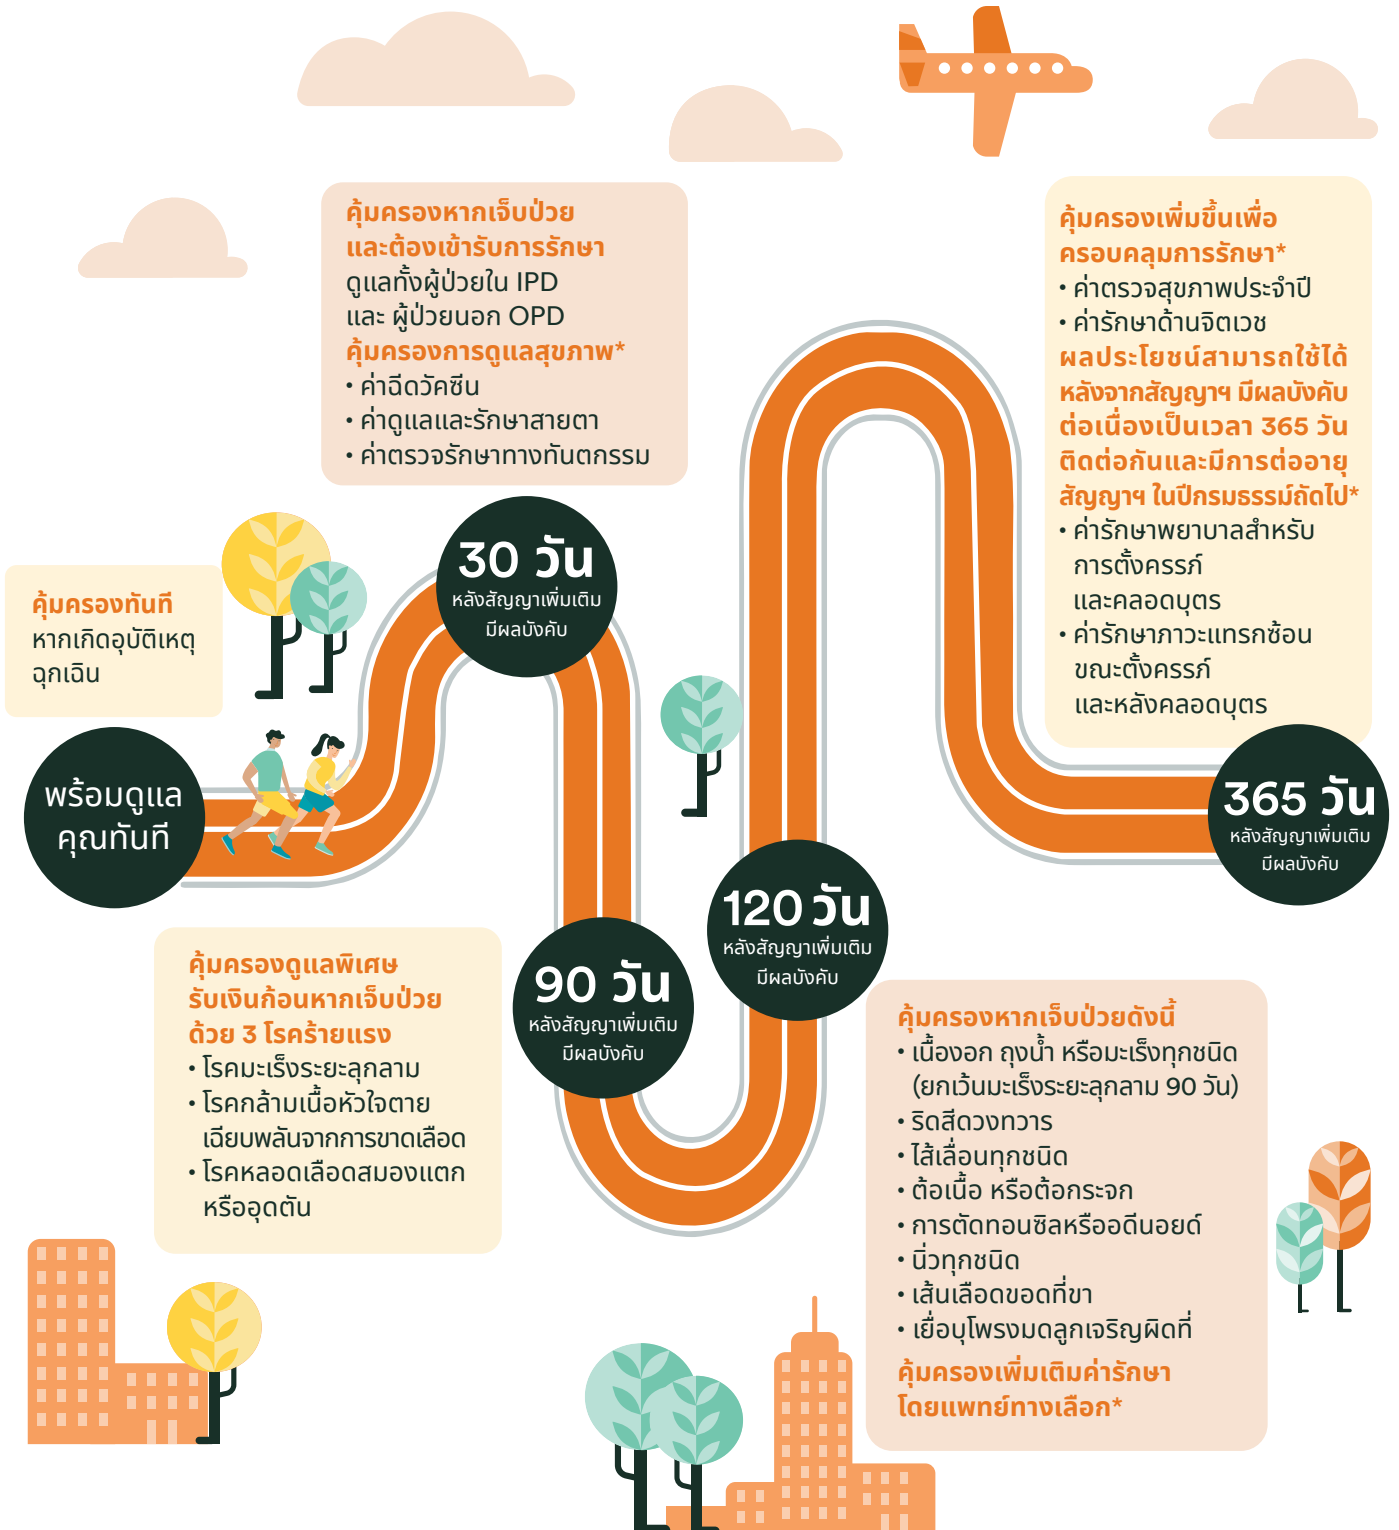 คุ้มครองทันที
หากเกิดอุบัติเหตุ
ฉุกเฉิน
พร้อมดูแล
คุณทันที
คุ้มครองหากเจ็บป่วย
และต้องเข้ารับการรักษา
ดูแลทั้งผู้ป่วยใน IPD
และ ผู้ป่วยนอก OPD
คุ้มครองการดูแลสุขภาพ*
• ค่าฉีดวัคซีน
• ค่าดูแลและรักษาสายตา
• ค่าตรวจรักษาทางทันตกรรม
30 วัน
หลังสัญญาเพิ่มเติม
มีผลบังคับ
คุ้มครองดูแลพิเศษ
รับเงินก้อนหากเจ็บป่วย
ด้วย 3 โรคร้ายแรง
• โรคมะเร็งระยะลุกลาม
• โรคกล้ามเนื้อหัวใจตาย
เฉียบพลันจากการขาดเลือด
• โรคหลอดเลือดสมองแตก
หรืออุดตัน
90 วัน
หลังสัญญาเพิ่มเติม
มีผลบังคับ
120 วัน
หลังสัญญาเพิ่มเติม
มีผลบังคับ
คุ้มครองหากเจ็บป่วยดังนี้
• เนื้องอก ถุงน้ำ หรือมะเร็งทุกชนิด
(ยกเว้นมะเร็งระยะลุกลาม 90 วัน)
• ริดสีดวงทวาร
• ไส้เลื่อนทุกชนิด
• ต้อเนื้อ หรือต้อกระจก
• การตัดทอนซิลหรืออดีนอยด์
• นิ่วทุกชนิด
• เส้นเลือดขอดที่ขา
• เยื่อบุโพรงมดลูกเจริญผิดที่
คุ้มครองเพิ่มเติมค่ารักษา
โดยแพทย์ทางเลือก*
คุ้มครองเพิ่มขึ้นเพื่อ
ครอบคลุมการรักษา*
• ค่าตรวจสุขภาพประจำปี
• ค่ารักษาด้านจิตเวช
ผลประโยชน์สามารถใช้ได้
หลังจากสัญญาฯ มีผลบังคับ
ต่อเนื่องเป็นเวลา 365 วัน
ติดต่อกันและมีการต่ออายุ
สัญญาฯ ในปีกรมธรรม์ถัดไป*
• ค่ารักษาพยาบาลสำหรับ
การตั้งครรภ์
และคลอดบุตร
• ค่ารักษาภาวะแทรกซ้อน
ขณะตั้งครรภ์
และหลังคลอดบุตร
365 วัน
หลังสัญญาเพิ่มเติม
มีผลบังคับ